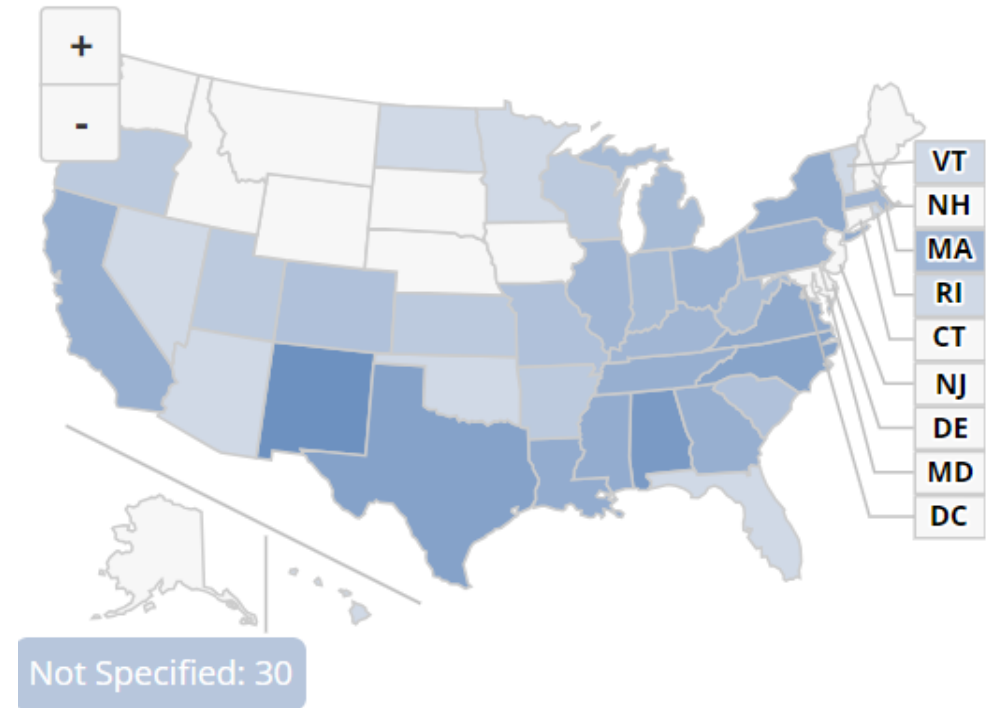 +
-
VT
NH
MA
RI
CT
NJ
DE
MD
DC
Not Specified: 30